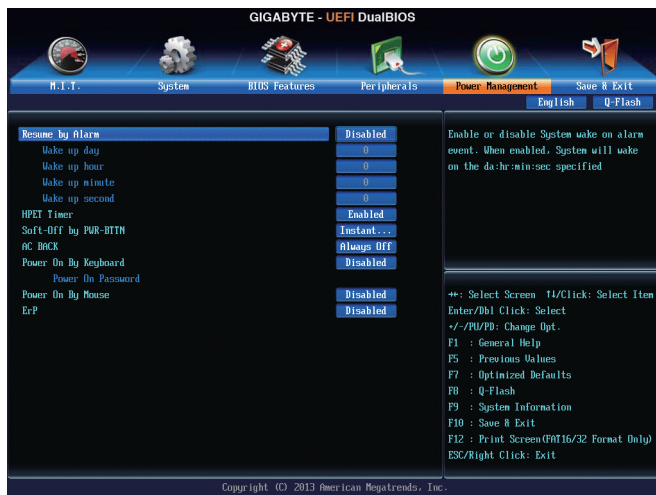 GIGABYTE - UEFI DualBIOS
M.I.T. System BIOS Features Peripherals Power Management Save & Exit
English Q-Flash
Resume by Alarm Disabled
Wake up day 0
Wake up hour 0
Wake up minute 0
Wake up second 0
HPET Timer Enabled
Soft-Off by PWR-BTTN Instant...
AC BACK Always Off
Power On By Keyboard Disabled
Power On Password
Power On By Mouse Disabled
ErP Disabled
Enable or disable System wake on alarm
event. When enabled, System will wake
on the da:hr:min:sec specified
→←: Select Screen ↑↓/Click: Select Item
Enter/Dbl Click: Select
+/-/PU/PD: Change Opt.
F1 : General Help
F5 : Previous Values
F7 : Optimized Defaults
F8 : Q-Flash
F9 : System Information
F10 : Save & Exit
F12 : Print Screen(FAT16/32 Format Only)
ESC/Right Click: Exit
Copyright (C) 2013 American Megatrends, Inc.